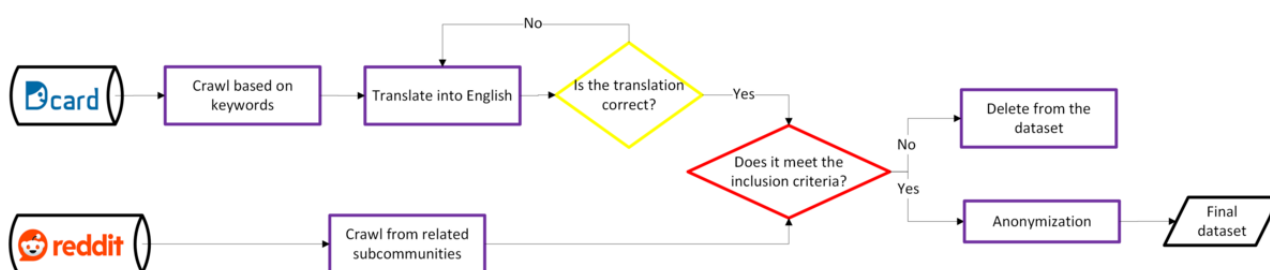 No
Dcard
Crawl based on
keywords
Translate into English
Is the translation
correct?
Yes
Delete from the
dataset
No
Does it meet the
inclusion criteria?
Yes
reddit
Crawl from related
subcommunities
Anonymization
Final
dataset